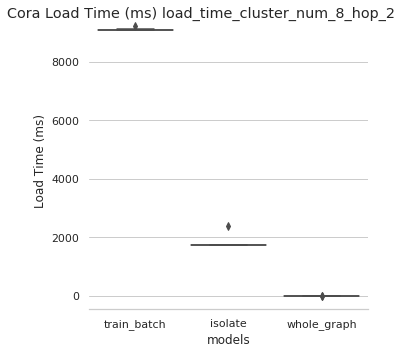 Cora Load Time (ms) load_time_cluster_num_8_hop_2
8000
6000
4000
2000
0
Load Time (ms)
train_batch
isolate
whole_graph
models